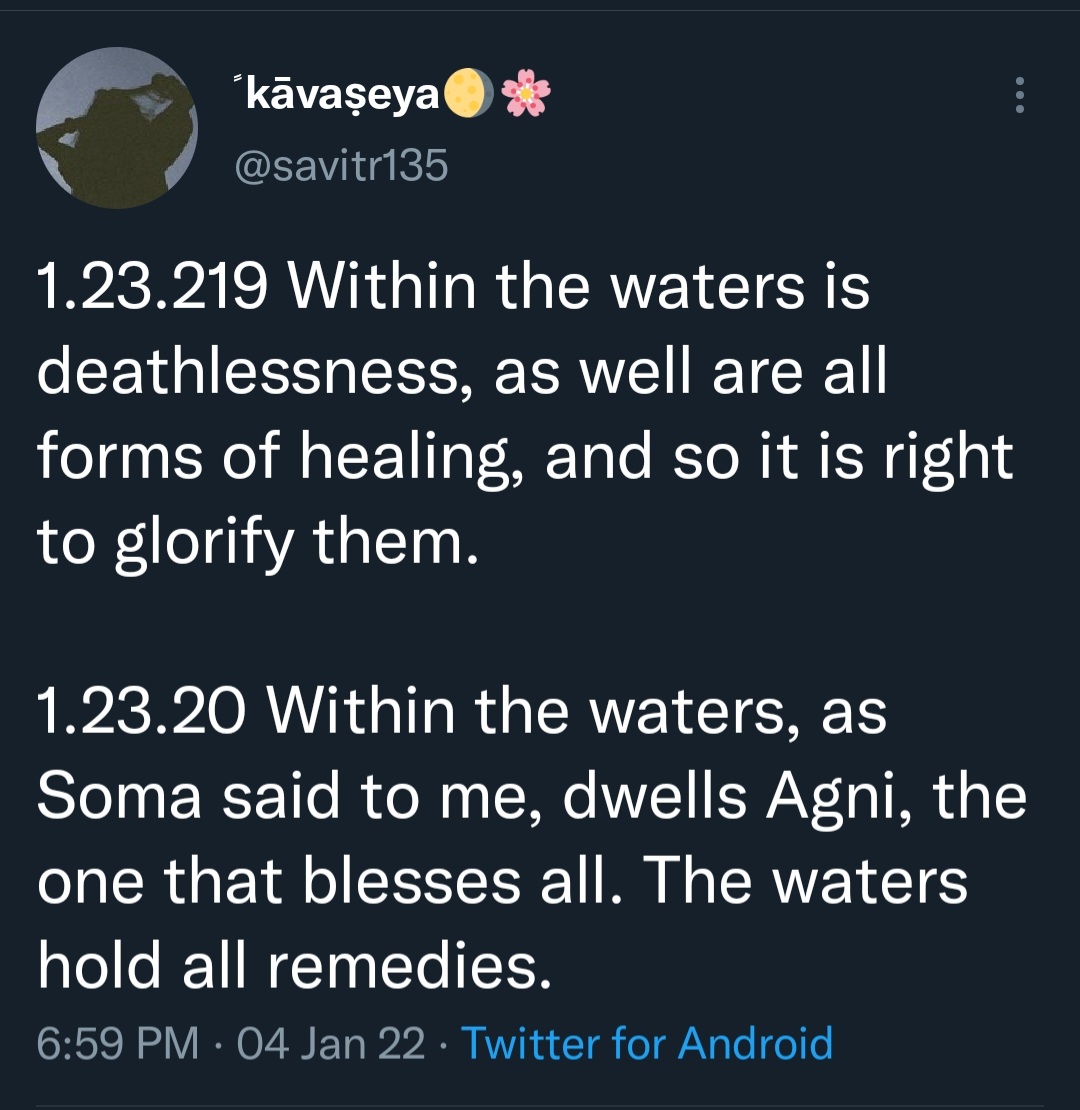 ˝kāvaṣeya🌖🌸
@savitr135
1.23.219 Within the waters is
deathlessness, as well are all
forms of healing, and so it is right
to glorify them.
1.23.20 Within the waters, as
Soma said to me, dwells Agni, the
one that blesses all. The waters
hold all remedies.
6:59 PM · 04 Jan 22 · Twitter for Android